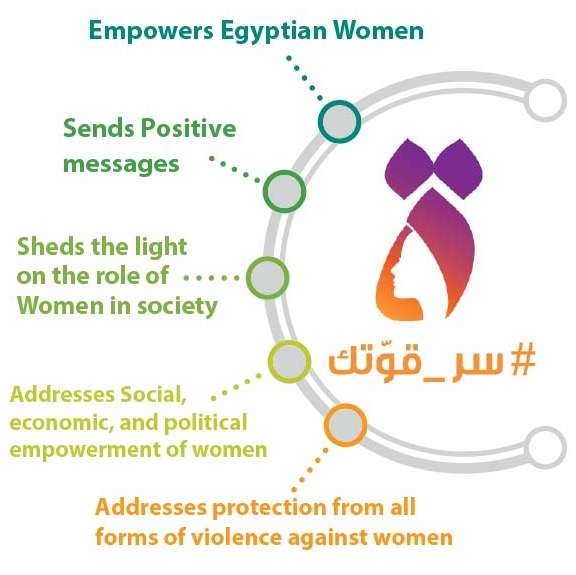 Empowers Egyptian Women
Sends Positive
messages
Sheds the light
on the role of
Women in society
#سر_قوّتك
Addresses Social,
economic, and political
empowerment of women
Addresses protection from all
forms of violence against women